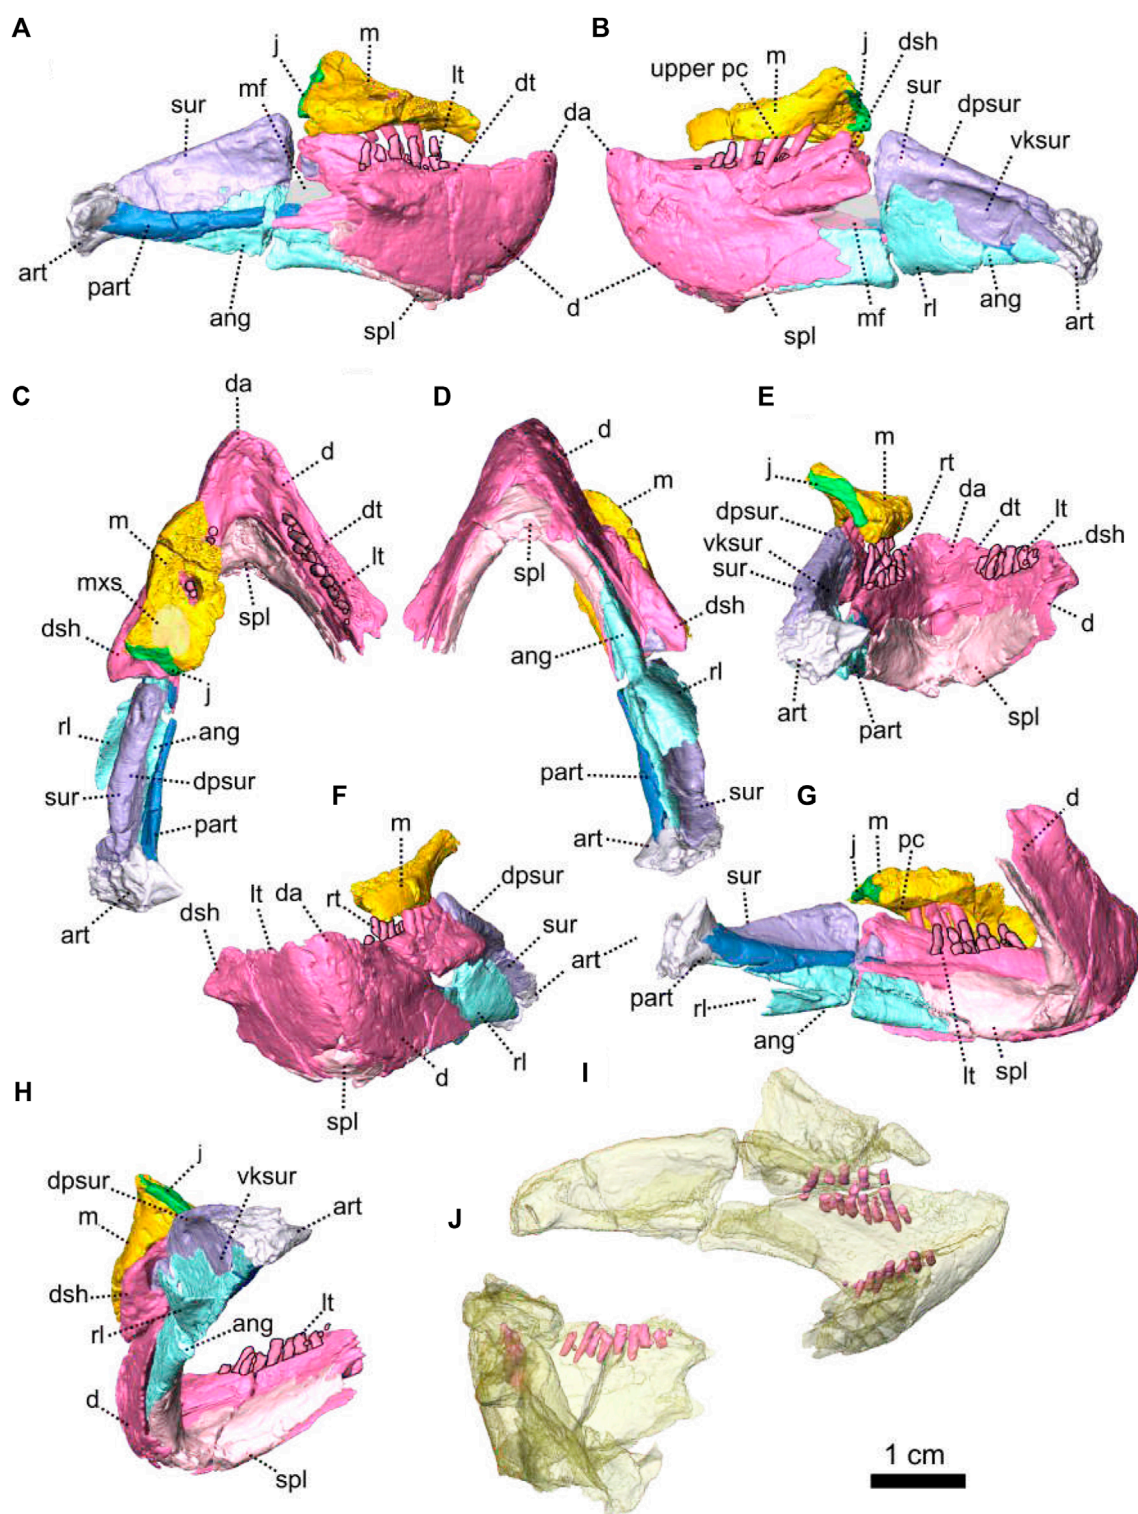 A
j
m
lt
dt
mf
sur
da
art
part
ang
spl
d
B
upper pc
m
j
dsh
sur
dpsur
vksur
spl
mf
rl
ang
art
C
da
d
m
dt
lt
mxs
spl
dsh
j
rl
ang
dpsur
sur
part
art
D
d
m
spl
dsh
ang
rl
part
sur
art
E
m
j
rt
da
dt
lt
dpsur
dsh
vksur
sur
d
art
part
spl
F
m
lt
da
rt
dpsur
dsh
sur
art
rl
d
spl
G
d
m
j
pc
sur
part
rl
ang
lt
spl
H
j
vksur
dpsur
art
m
dsh
lt
rl
ang
d
spl
I
J
1 cm